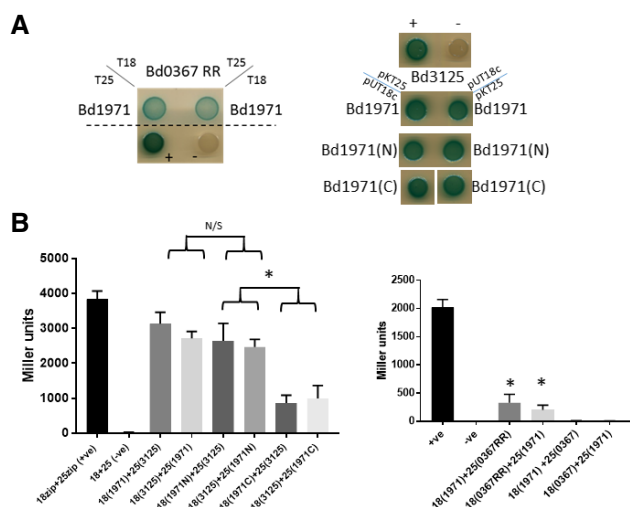 A
T18
T25
Bd0367 RR
T25
T18
Bd1971
Bd1971
+ -
+ -
Bd3125
pKT25
pUT18c
pUT18c
pKT25
Bd1971
Bd1971
Bd1971(N)
Bd1971(N)
Bd1971(C)
Bd1971(C)
B
N/S
*
Miller units
5000
4000
3000
2000
1000
0
18zip+25zip (+ve)
18+25 (-ve)
18(1971)+25(3125)
18(3125)+25(1971)
18(1971N)+25(3125)
18(3125)+25(1971N)
18(1971C)+25(3125)
18(3125)+25(1971C)
Miller units
2500
2000
1500
1000
500
0
* *
+ve
-ve
18(1971)+25(0367RR)
18(0367RR)+25(1971)
18(1971) +25(0367)
18(0367)+25(1971)